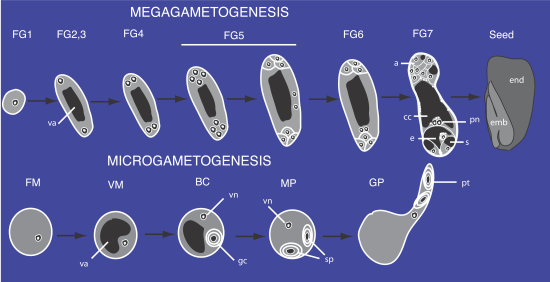 MEGAGAMETOGENESIS
FG1 FG2,3 FG4 FG5 FG6 FG7 Seed
a
end
va
cc pn
emb
e s
MICROGAMETOGENESIS
FM VM BC MP GP
pt
vn vn
va gc sp